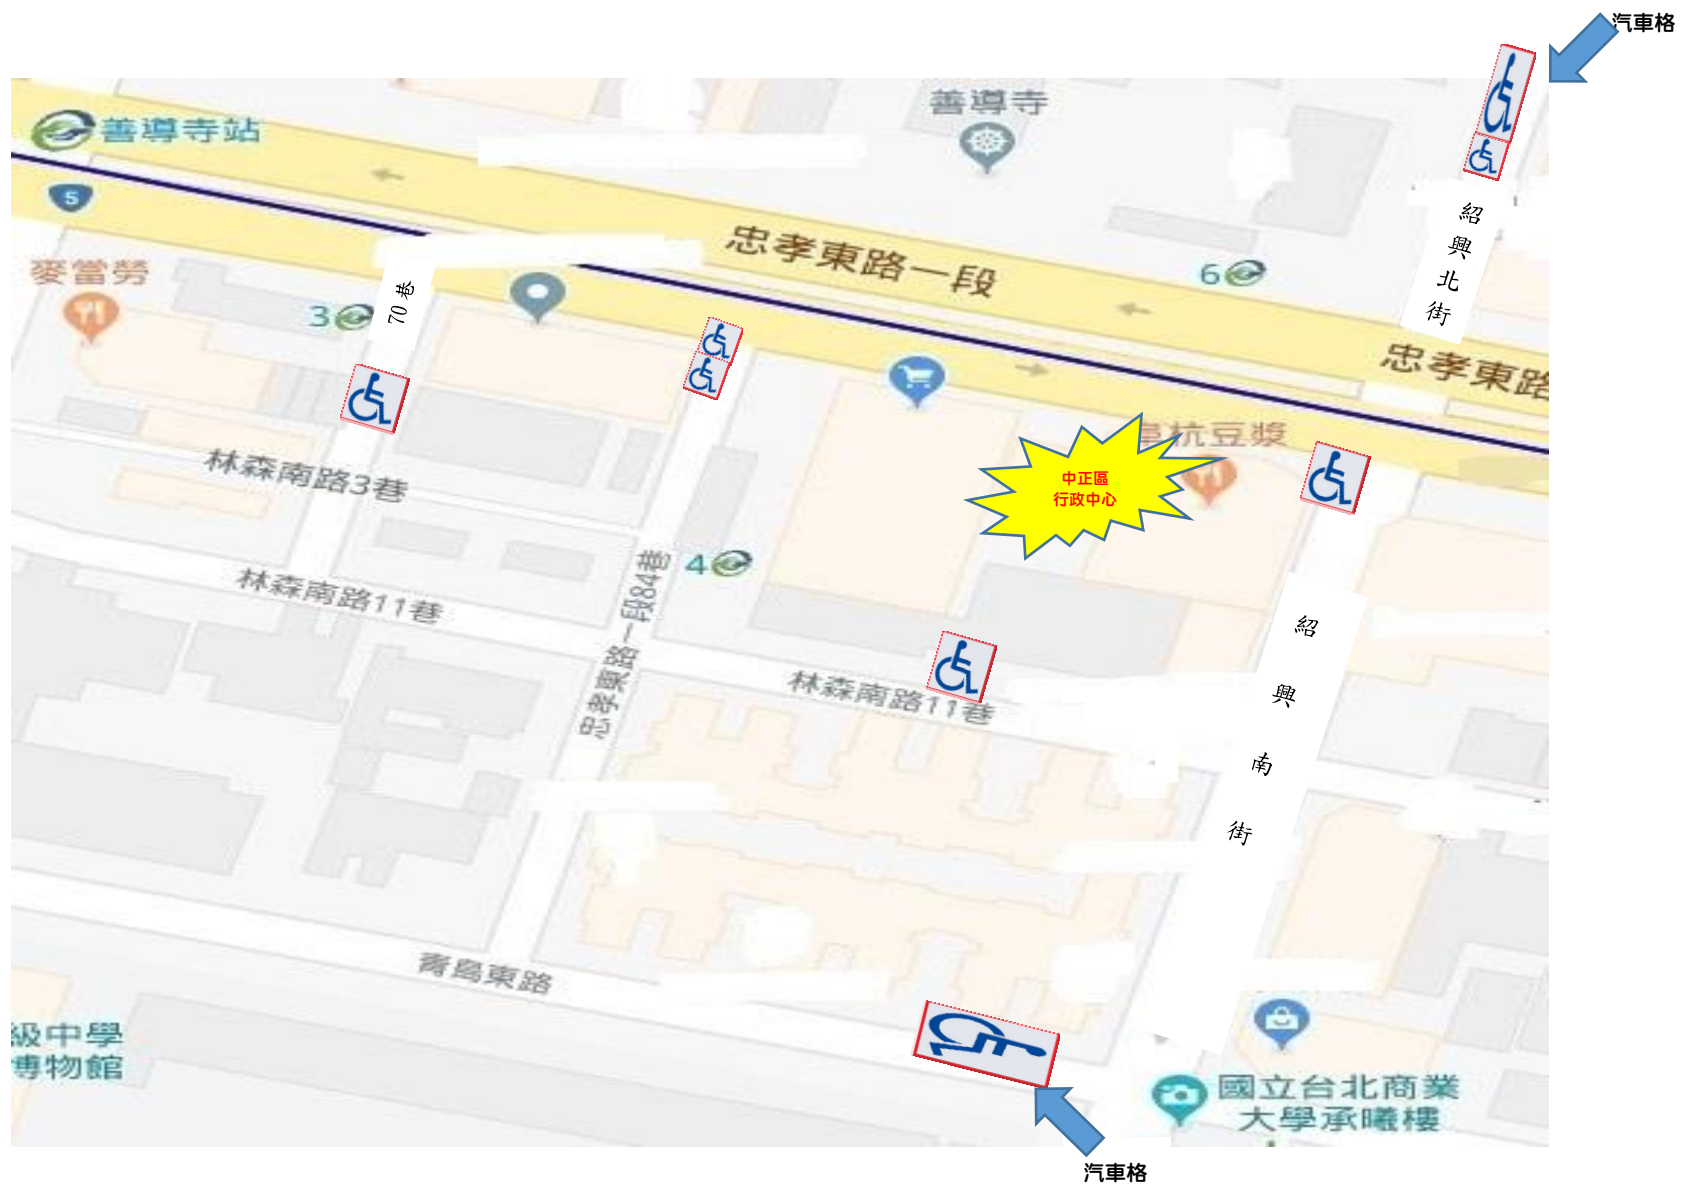 汽車格
善導寺
善導寺站
5
忠孝東路一段
6
紹興北街
麥當勞
70巷
3
忠孝東路
中正區
行政中心
杭豆漿
林森南路3巷
4
林森南路11巷
忠孝東路一段84巷
林森南路11巷
紹興南街
青島東路
級中學
博物館
國立台北商業
大學承曦樓
汽車格